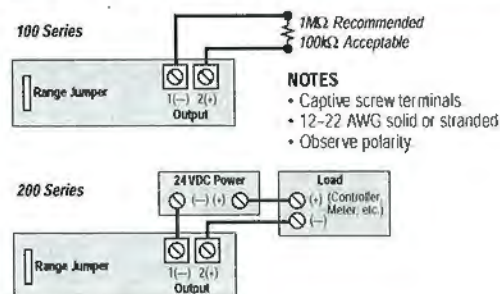 100 Series
1MΩ Recommended
100kΩ Acceptable
Range Jumper
1(−) 2(+)
Output
NOTES
• Captive screw terminals
• 12-22 AWG solid or stranded
• Observe polarity
200 Series
24 VDC Power
(−) (+)
Load
(+) (Controller,
Meter, etc.)
(−)
Range Jumper
1(−) 2(+)
Output